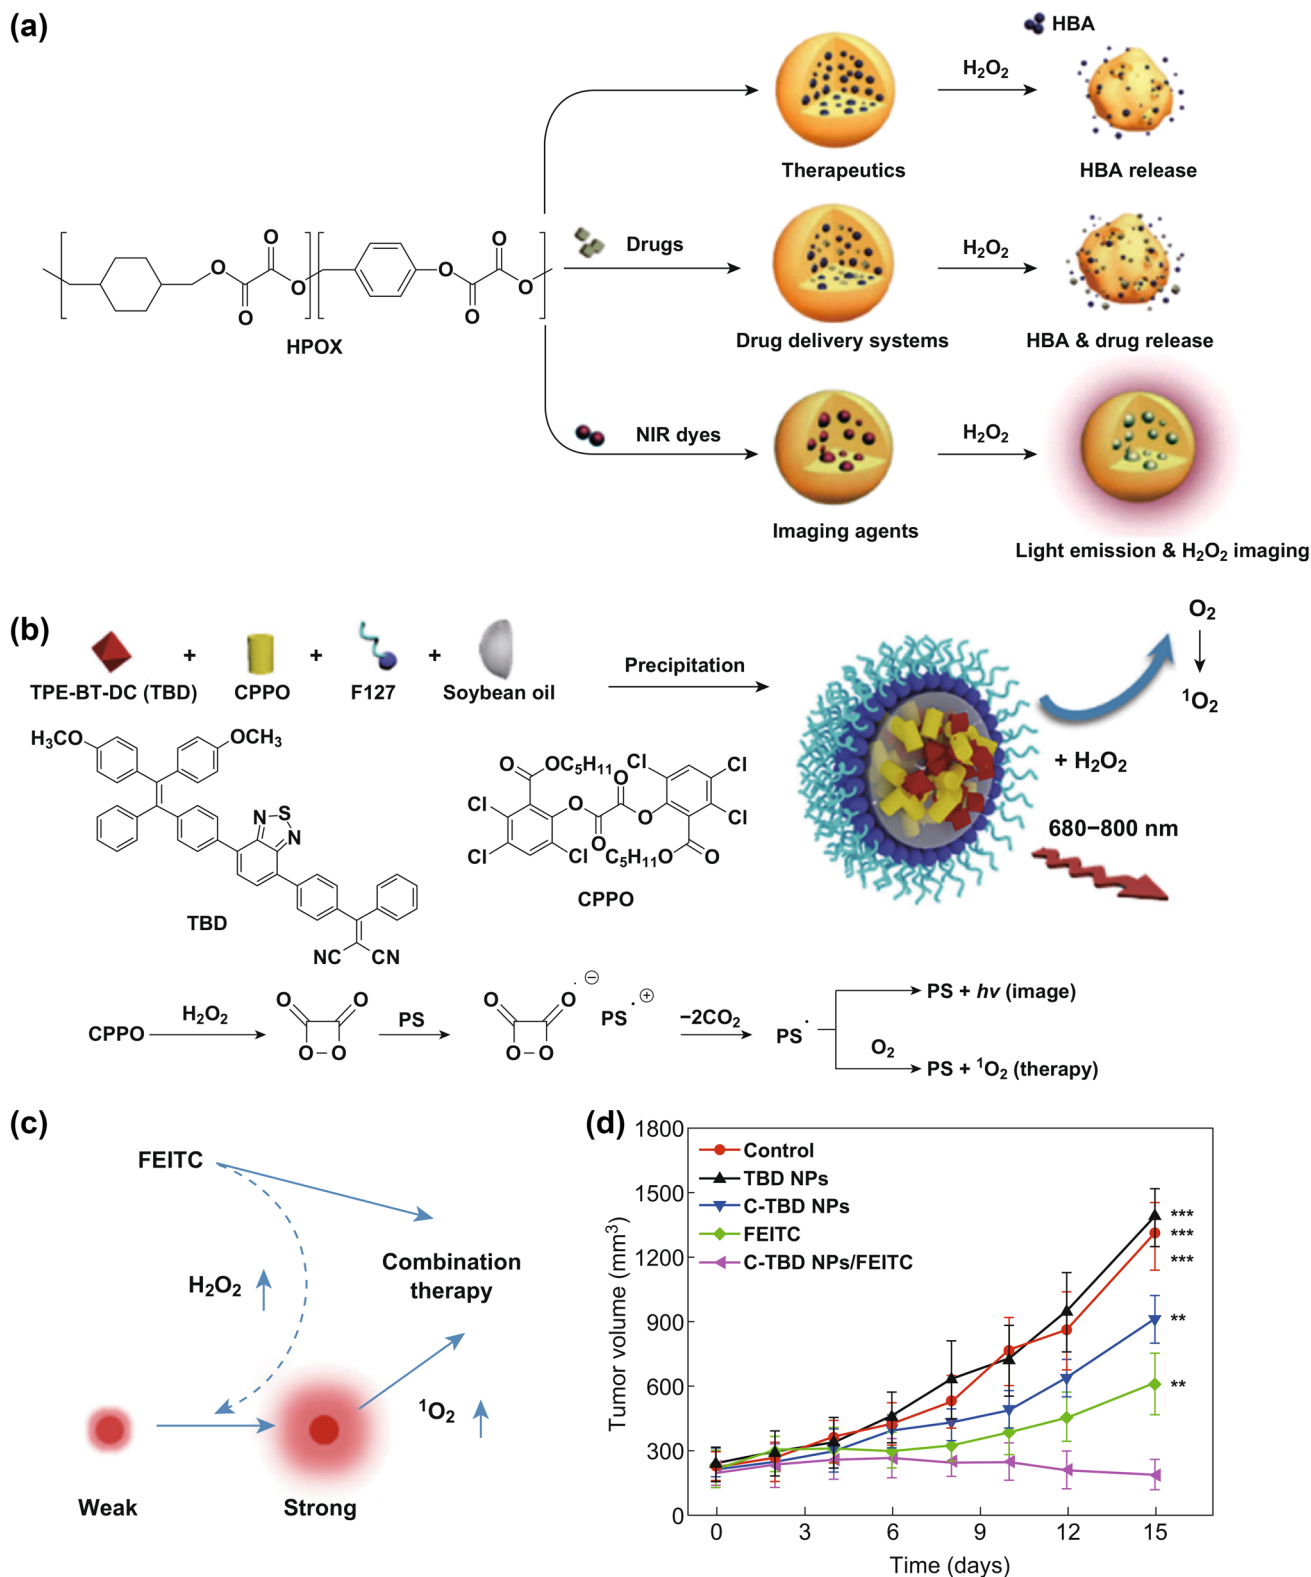 (a)
HBA
H₂O₂
Therapeutics
HBA release
Drugs
H₂O₂
O
O
O
O
O
O
O
O
HPOX
Drug delivery systems
HBA & drug release
NIR dyes
H₂O₂
Imaging agents
Light emission & H₂O₂ imaging
(b)
+
+
+
TPE-BT-DC (TBD)
CPPO
F127
Soybean oil
Precipitation
O₂
¹O₂
+ H₂O₂
680−800 nm
H₃CO
OCH₃
N
S
N
TBD
NC
CN
O
OC₅H₁₁
Cl
Cl
Cl
O
O
O
O
Cl
Cl
Cl
C₅H₁₁O
O
CPPO
CPPO
H₂O₂
O
O
O
O
PS
O
O
·
⊖
O
O
PS
·
⊕
−2CO₂
PS·
PS + hv (image)
O₂
PS + ¹O₂ (therapy)
(c)
FEITC
H₂O₂
Combination
therapy
¹O₂
Weak
Strong
(d)
Control
TBD NPs
C-TBD NPs
FEITC
C-TBD NPs/FEITC
1800
1500
1200
900
600
300
0
Tumor volume (mm³)
***
***
***
**
**
0
3
6
9
12
15
Time (days)